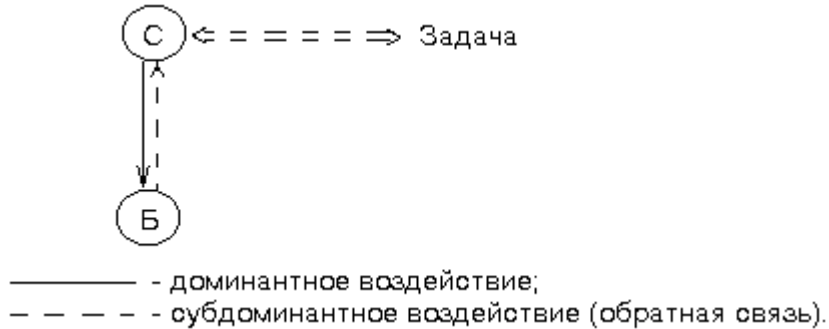 С
Задача
Б
- доминантное воздействие;
- субдоминантное воздействие (обратная связь).